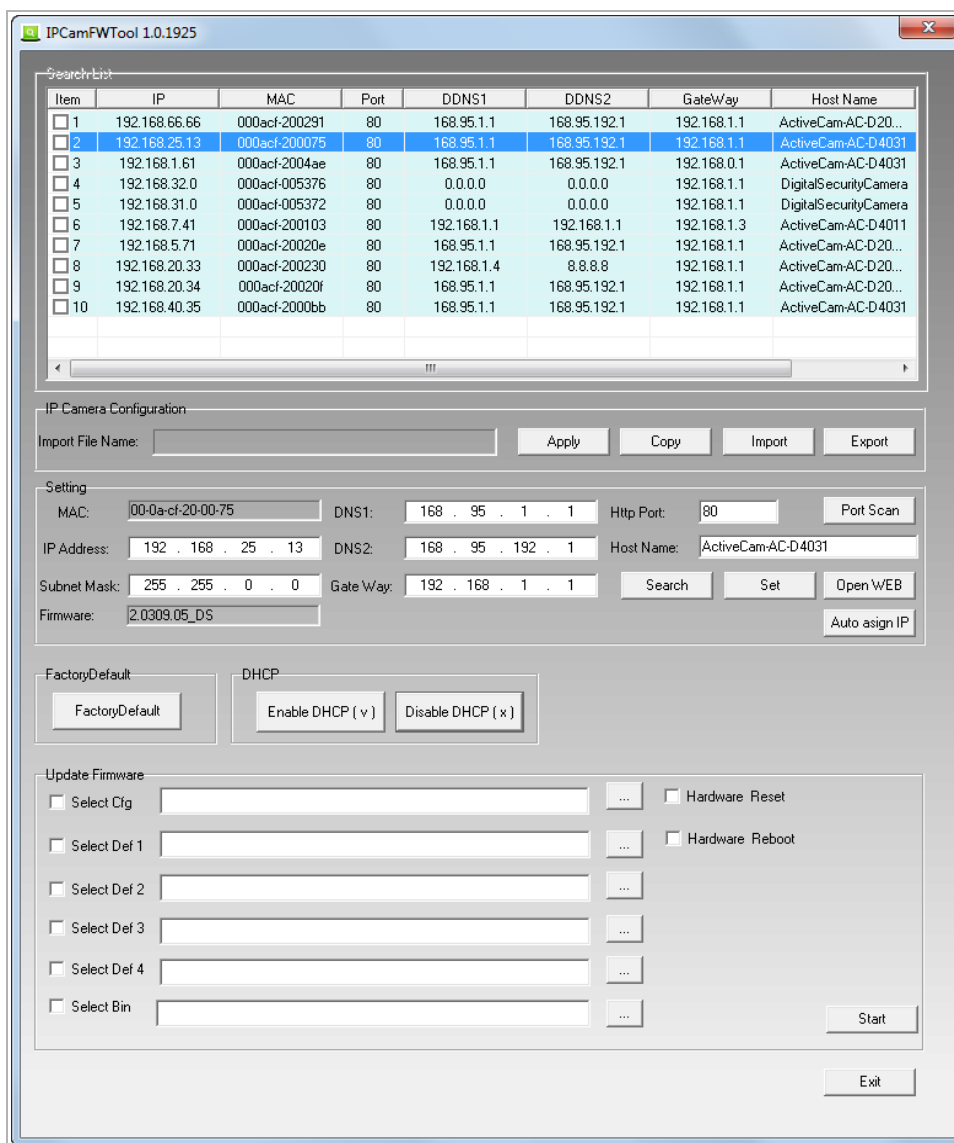 IPCamFWTool 1.0.1925
Search List
Item IP MAC Port DDNS1 DDNS2 GateWay Host Name
1 192.168.66.66 000acf-200291 80 168.95.1.1 168.95.192.1 192.168.1.1 ActiveCam-AC-D20...
2 192.168.25.13 000acf-200075 80 168.95.1.1 168.95.192.1 192.168.1.1 ActiveCam-AC-D4031
3 192.168.1.61 000acf-2004ae 80 168.95.1.1 168.95.192.1 192.168.0.1 ActiveCam-AC-D4031
4 192.168.32.0 000acf-005376 80 0.0.0.0 0.0.0.0 192.168.1.1 DigitalSecurityCamera
5 192.168.31.0 000acf-005372 80 0.0.0.0 0.0.0.0 192.168.1.1 DigitalSecurityCamera
6 192.168.7.41 000acf-200103 80 192.168.1.1 192.168.1.1 192.168.1.3 ActiveCam-AC-D4011
7 192.168.5.71 000acf-20020e 80 168.95.1.1 168.95.192.1 192.168.1.1 ActiveCam-AC-D20...
8 192.168.20.33 000acf-200230 80 192.168.1.4 8.8.8.8 192.168.1.1 ActiveCam-AC-D20...
9 192.168.20.34 000acf-20020f 80 168.95.1.1 168.95.192.1 192.168.1.1 ActiveCam-AC-D20...
10 192.168.40.35 000acf-2000bb 80 168.95.1.1 168.95.192.1 192.168.1.1 ActiveCam-AC-D4031
IP Camera Configuration
Import File Name: Apply Copy Import Export
Setting
MAC: 00-0a-cf-20-00-75 DNS1: 168 . 95 . 1 . 1 Http Port: 80 Port Scan
IP Address: 192 . 168 . 25 . 13 DNS2: 168 . 95 . 192 . 1 Host Name: ActiveCam-AC-D4031
Subnet Mask: 255 . 255 . 0 . 0 Gate Way: 192 . 168 . 1 . 1 Search Set Open WEB
Firmware: 2.0309.05_DS Auto asign IP
FactoryDefault DHCP
FactoryDefault Enable DHCP ( v ) Disable DHCP ( x )
Update Firmware
Select Cfg ... Hardware Reset
Select Def 1 ... Hardware Reboot
Select Def 2 ...
Select Def 3 ...
Select Def 4 ...
Select Bin ... Start
Exit